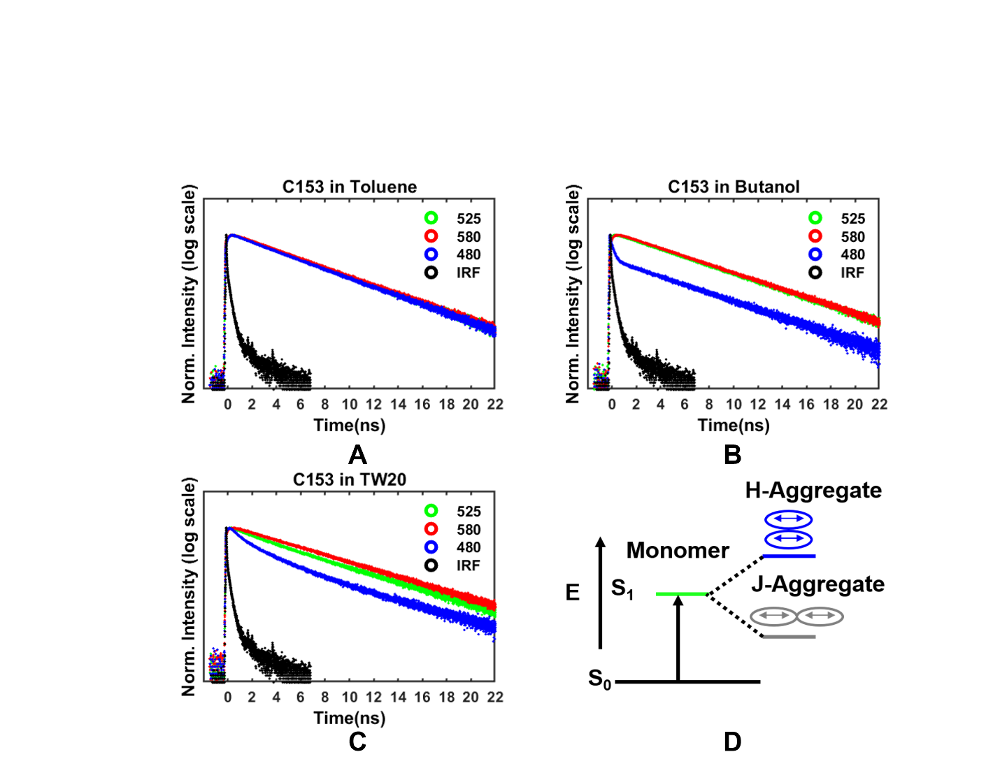 C153 in Toluene
Norm. Intensity (log scale)
525
580
480
IRF
0 2 4 6 8 10 12 14 16 18 20 22
Time(ns)
A
C153 in Butanol
Norm. Intensity (log scale)
525
580
480
IRF
0 2 4 6 8 10 12 14 16 18 20 22
Time(ns)
B
C153 in TW20
Norm. Intensity (log scale)
525
580
480
IRF
0 2 4 6 8 10 12 14 16 18 20 22
Time(ns)
C
H-Aggregate
Monomer
J-Aggregate
E
S1
S0
D